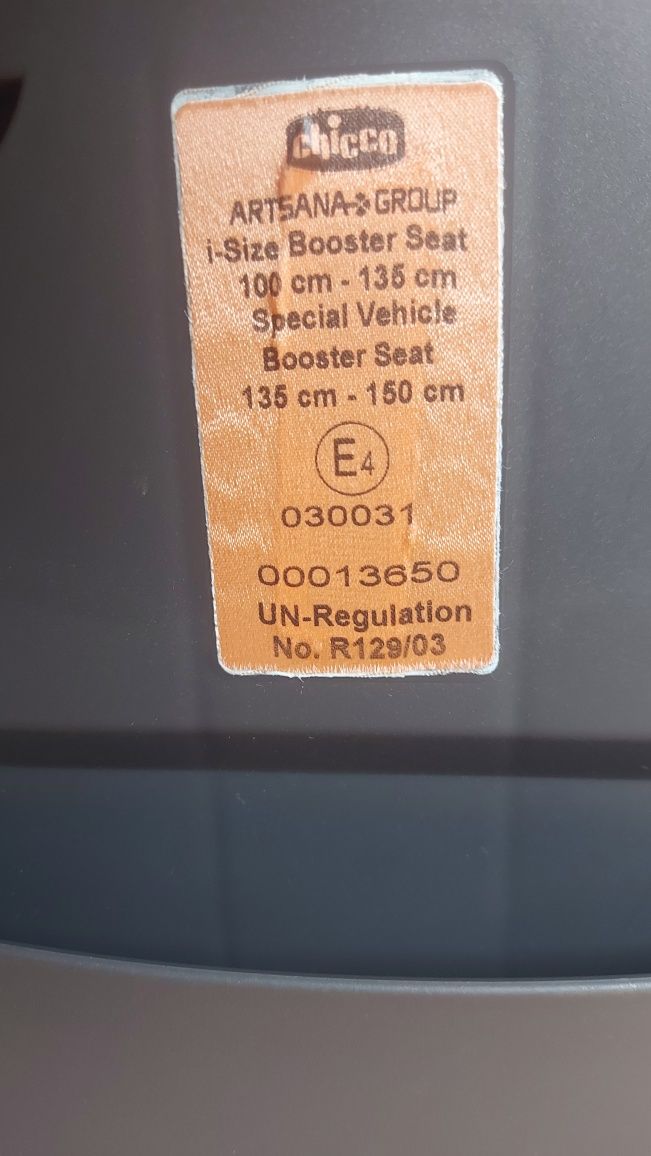 chicco
ARTSANA GROUP
i-Size Booster Seat
100 cm - 135 cm
Special Vehicle
Booster Seat
135 cm - 150 cm
E4
030031
00013650
UN-Regulation
No. R129/03